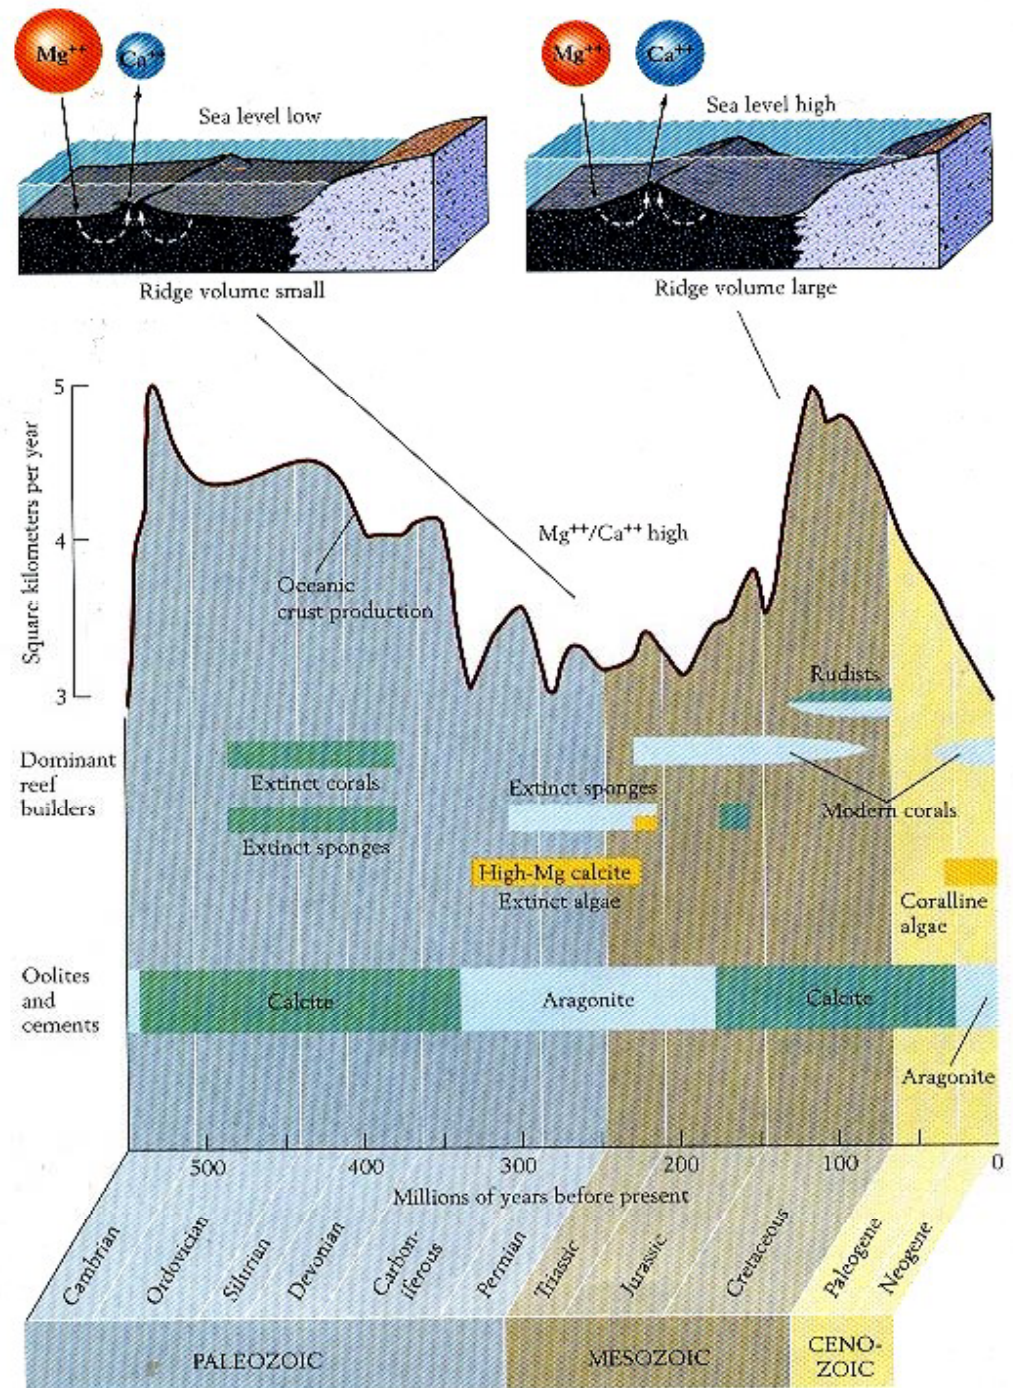 Mg++
Ca++
Sea level low
Ridge volume small
Mg++
Ca++
Sea level high
Ridge volume large
5
4
3
Square kilometers per year
Oceanic
crust production
Mg++/Ca++ high
Rudists
Dominant
reef
builders
Extinct corals
Extinct sponges
Extinct sponges
Modern corals
High-Mg calcite
Extinct algae
Coralline
algae
Oolites
and
cements
Calcite
Aragonite
Calcite
Aragonite
500
400
300
200
100
0
Millions of years before present
Cambrian
Ordovician
Silurian
Devonian
Carbon-
iferous
Permian
Triassic
Jurassic
Cretaceous
Paleogene
Neogene
PALEOZOIC
MESOZOIC
CENO-
ZOIC